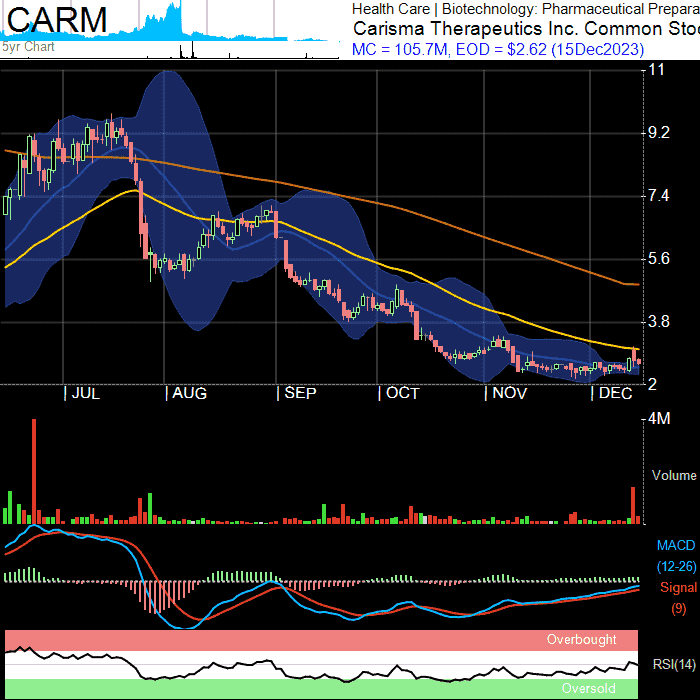 CARM
5yr Chart
Health Care | Biotechnology: Pharmaceutical Prepara
Carisma Therapeutics Inc. Common Stoc
MC = 105.7M, EOD = $2.62 (15Dec2023)
11
9.2
7.4
5.6
3.8
2
| JUL | AUG | SEP | OCT | NOV | DEC
4M
Volume
MACD
(12-26)
Signal
(9)
Overbought
RSI(14)
Oversold